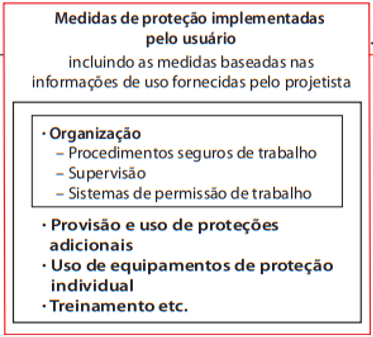 Medidas de proteção implementadas
pelo usuário
incluindo as medidas baseadas nas
informações de uso fornecidas pelo projetista
· Organização
– Procedimentos seguros de trabalho
– Supervisão
– Sistemas de permissão de trabalho
· Provisão e uso de proteções
adicionais
· Uso de equipamentos de proteção
individual
· Treinamento etc.